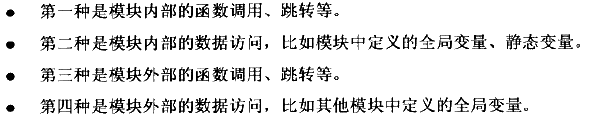 ● 第一种是模块内部的函数调用、跳转等。
● 第二种是模块内部的数据访问，比如模块中定义的全局变量、静态变量。
● 第三种是模块外部的函数调用、跳转等。
● 第四种是模块外部的数据访问，比如其他模块中定义的全局变量。